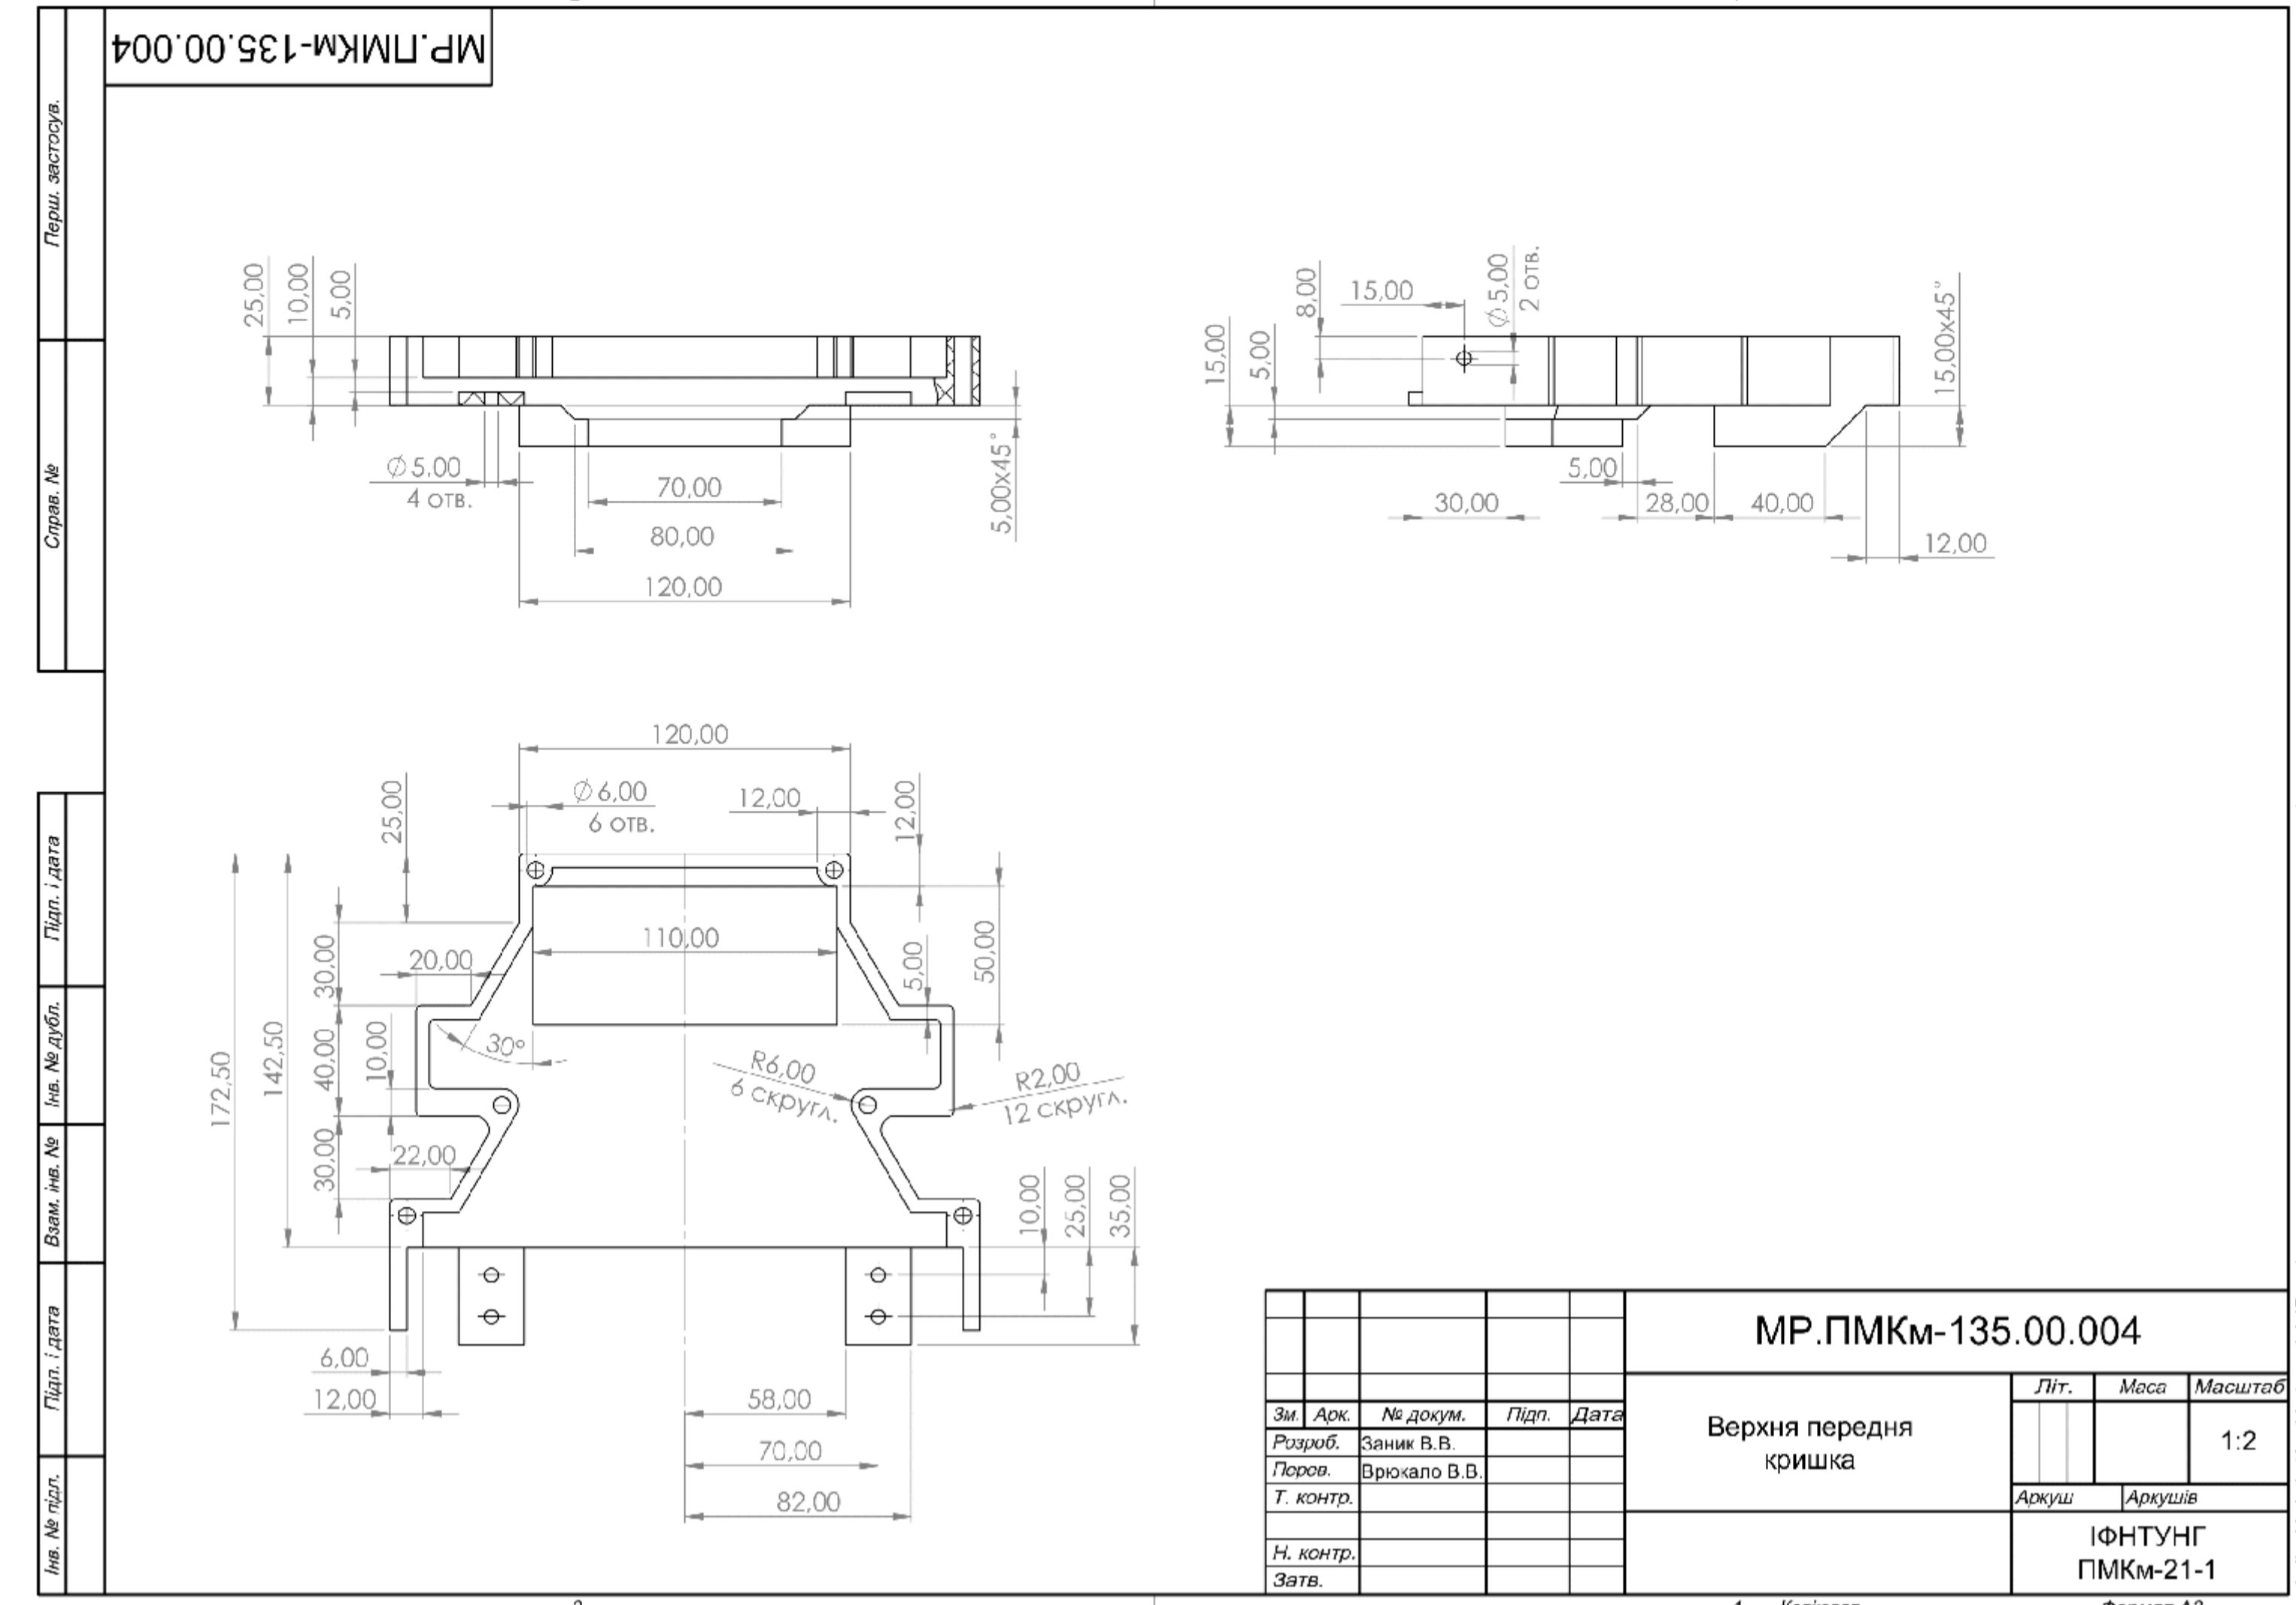 МР.ПМКм-135.00.004
Перш. застосув.
Справ. №
Підп. і дата
Інв. № дубл.
Взам. інв. №
Підп. і дата
Інв. № підл.
25,00
10,00
5,00
∅5,00
4 отв.
70,00
80,00
120,00
5,00x45°
15,00
5,00
8,00
15,00
∅5,00
2 отв.
15,00x45°
5,00
30,00
28,00
40,00
12,00
120,00
∅6,00
6 отв.
12,00
12,00
25,00
110,00
5,00
50,00
20,00
30,00
40,00
10,00
30°
142,50
172,50
R6,00
6 скругл.
R2,00
12 скругл.
22,00
30,00
10,00
25,00
35,00
6,00
12,00
58,00
70,00
82,00
МР.ПМКм-135.00.004
Верхня передня
кришка
Літ. Маса Масштаб
1:2
Аркуш Аркушів
ІФНТУНГ
ПМКм-21-1
Зм. Арк. № докум. Підп. Дата
Розроб. Заник В.В.
Перев. Врюкало В.В.
Т. контр.
Н. контр.
Затв.